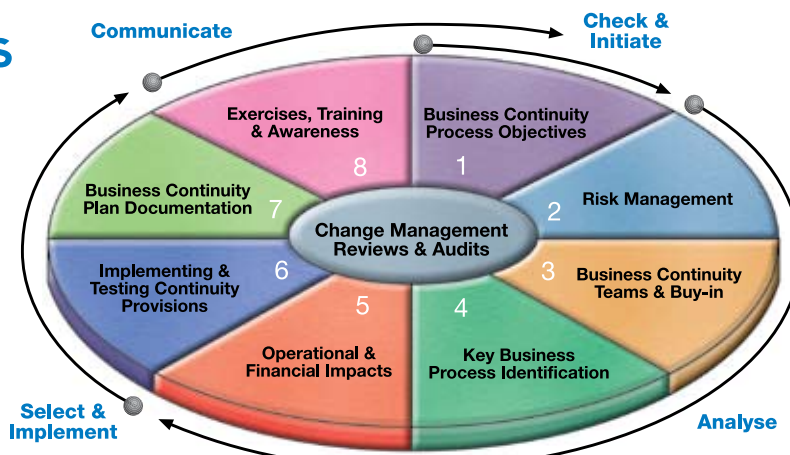 s
Communicate
Check &
Initiate
Exercises, Training
& Awareness
8
Business Continuity
Process Objectives
1
Risk Management
2
Business Continuity
Teams & Buy-in
3
Key Business
Process Identification
4
Operational &
Financial Impacts
5
Implementing &
Testing Continuity
Provisions
6
Business Continuity
Plan Documentation
7
Change Management
Reviews & Audits
Select &
Implement
Analyse